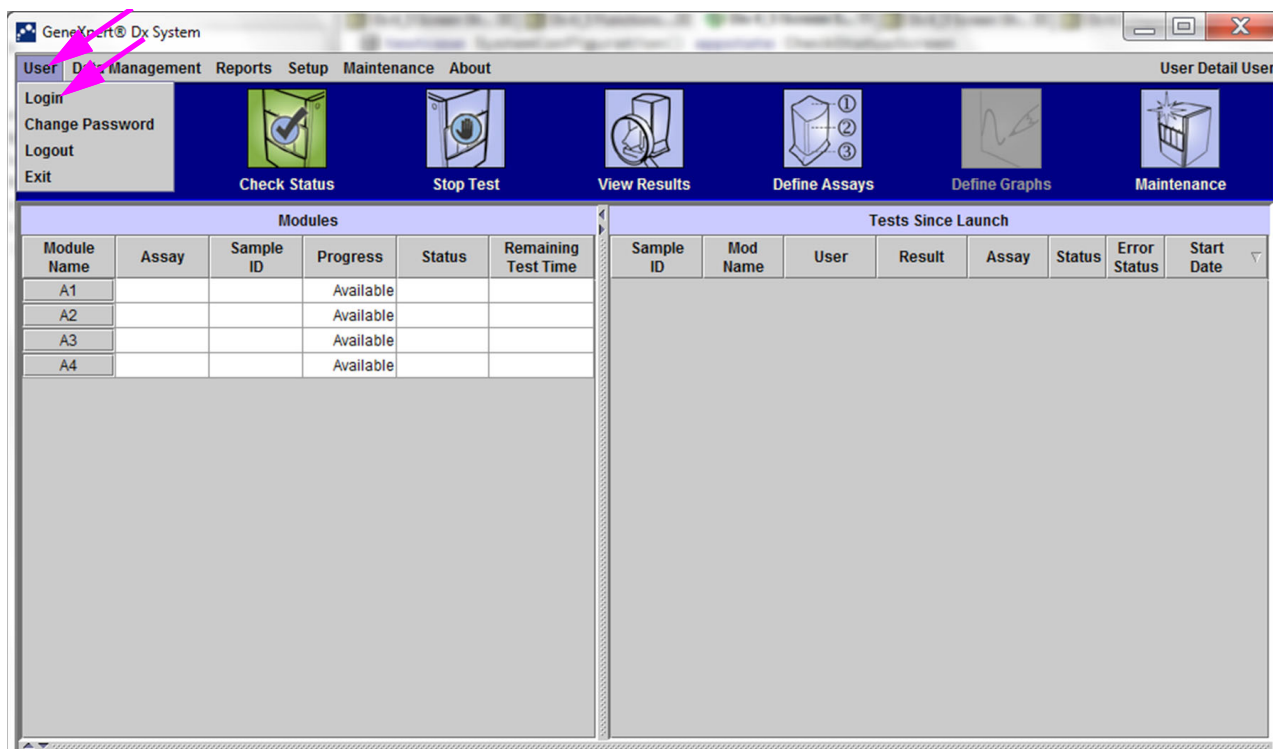 GeneXpert® Dx System
User Data Management Reports Setup Maintenance About User Detail User
Login
Change Password
Logout
Exit
Check Status Stop Test View Results Define Assays Define Graphs Maintenance
① ② ③
Modules
Module Name Assay Sample ID Progress Status Remaining Test Time
A1 Available
A2 Available
A3 Available
A4 Available
Tests Since Launch
Sample ID Mod Name User Result Assay Status Error Status Start Date